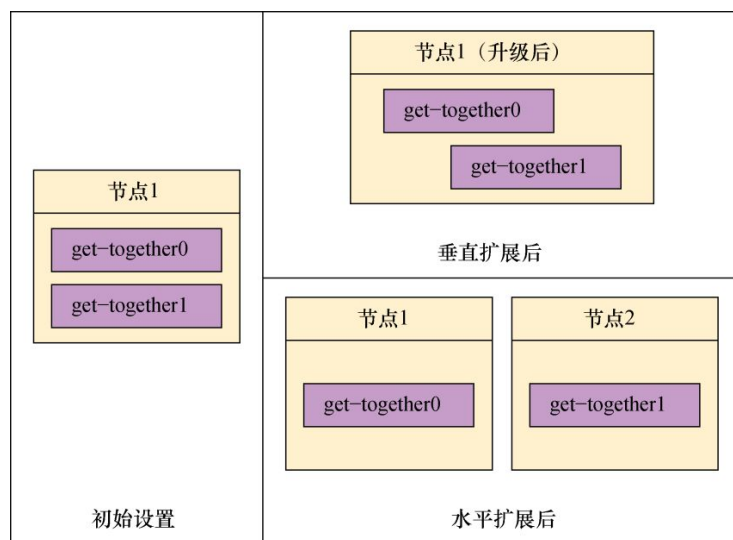 节点1
get-together0
get-together1
初始设置
节点1（升级后）
get-together0
get-together1
垂直扩展后
节点1
get-together0
节点2
get-together1
水平扩展后